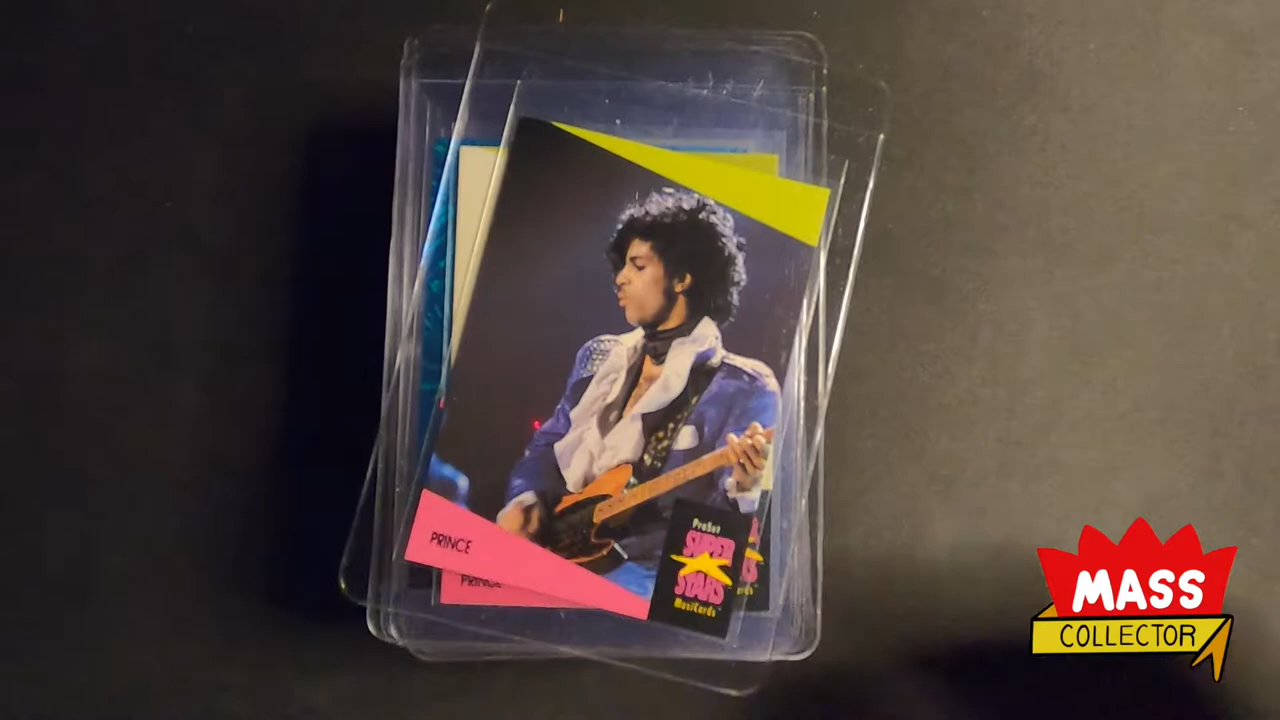 PRINCE
PRINCE
ProSet
SUPER
STARS
MusiCards
MASS
COLLECTOR